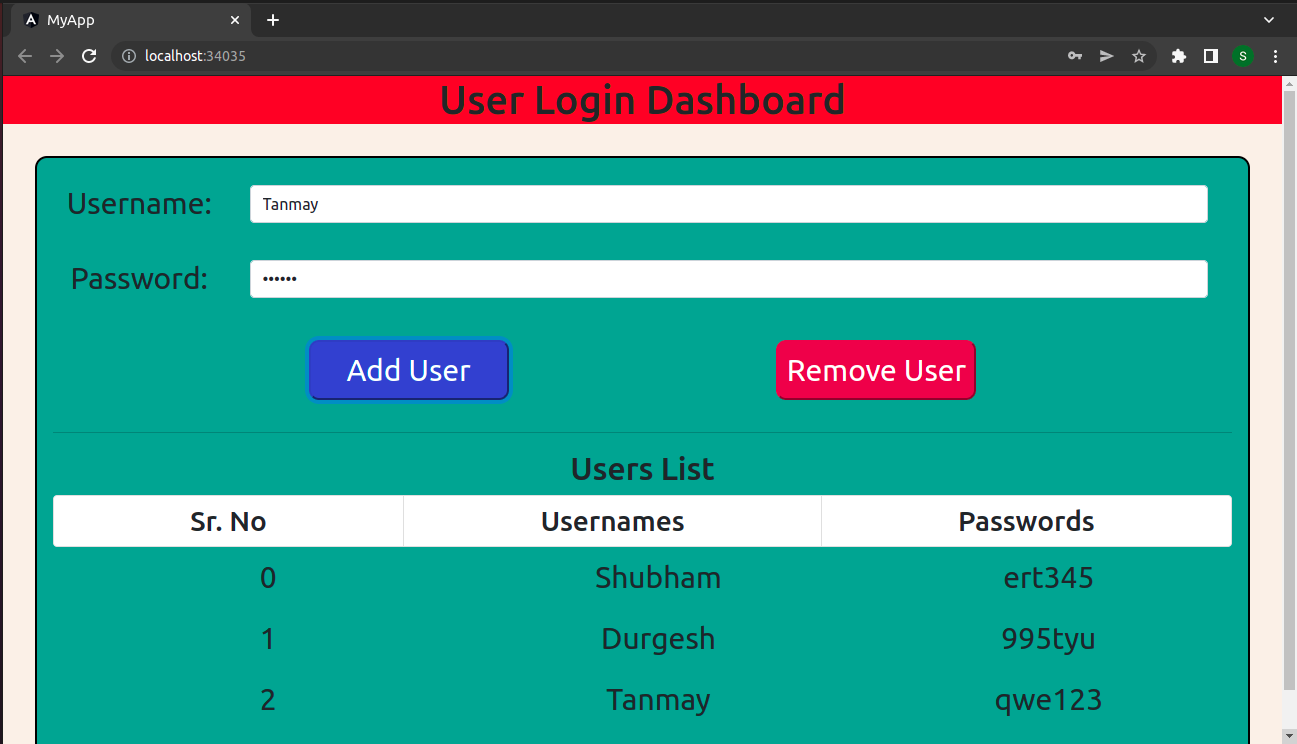 MyApp
localhost:34035
S
User Login Dashboard
Username: Tanmay
Password: ••••••
Add User Remove User
Users List
Sr. No Usernames Passwords
0 Shubham ert345
1 Durgesh 995tyu
2 Tanmay qwe123